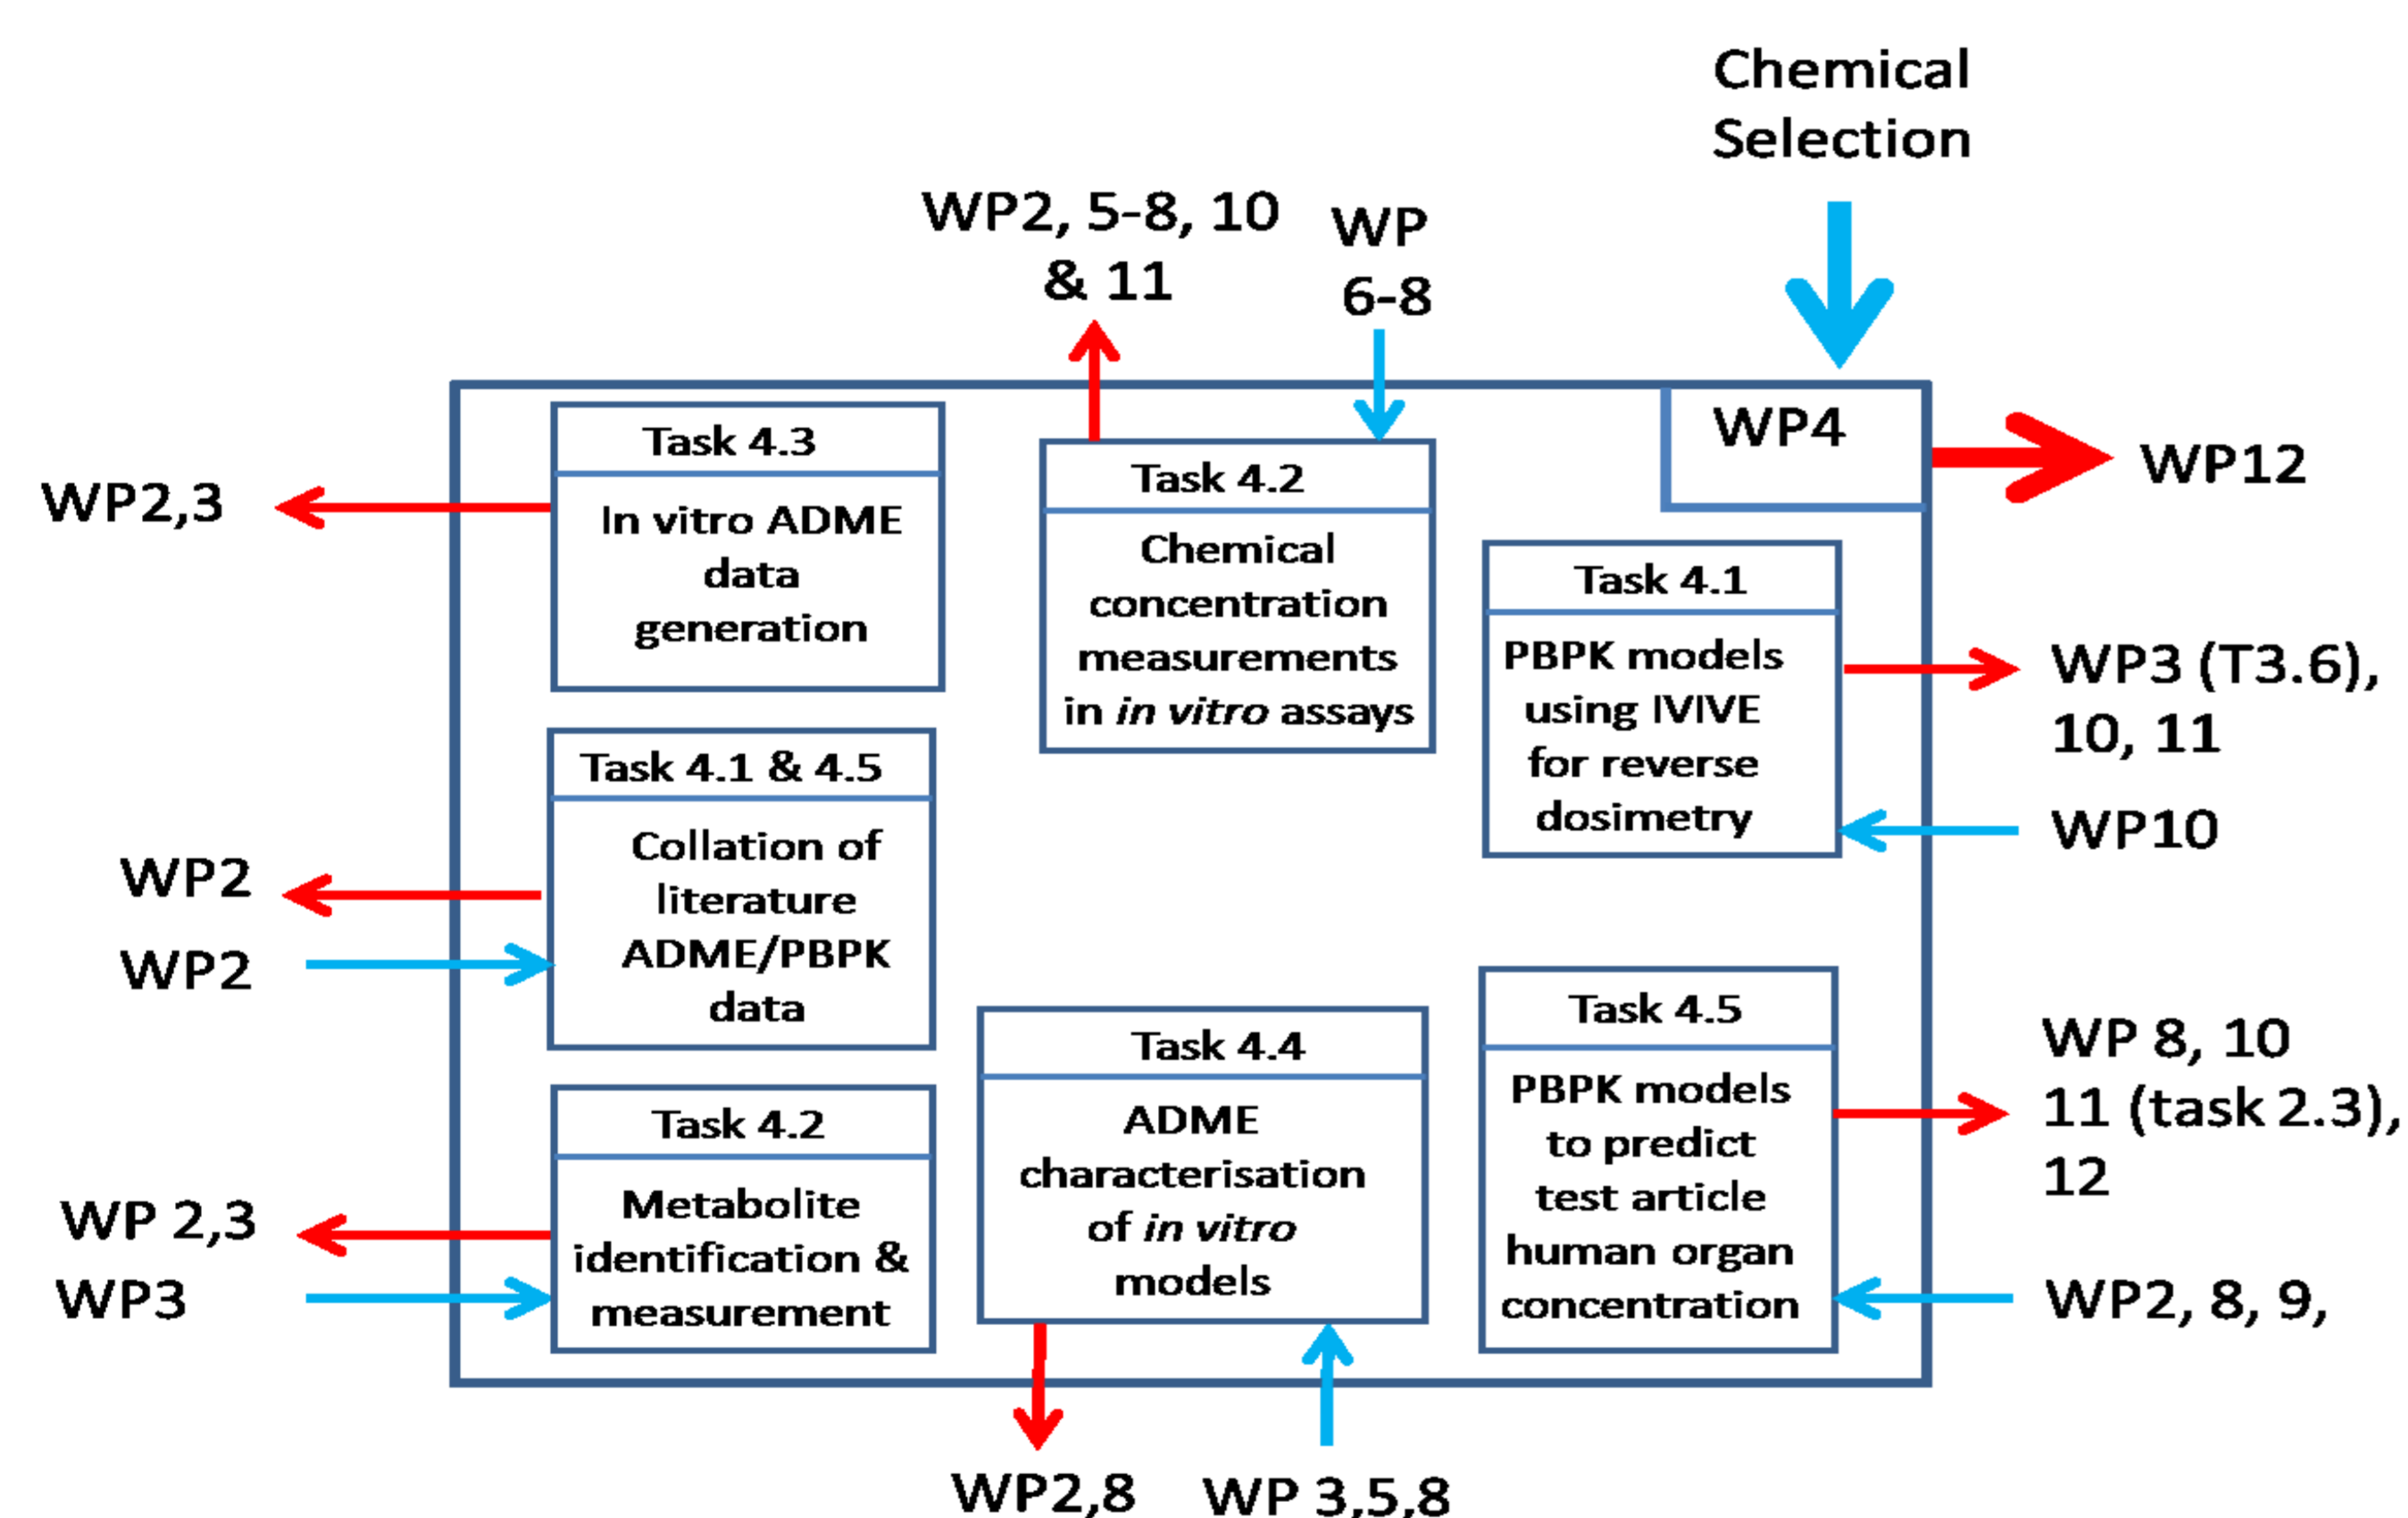 Chemical
Selection
WP2, 5-8, 10
& 11
WP
6-8
WP4
WP12
Task 4.3
In vitro ADME
data
generation
WP2,3
Task 4.2
Chemical
concentration
measurements
in in vitro assays
Task 4.1
PBPK models
using IVIVE
for reverse
dosimetry
WP3 (T3.6),
10, 11
WP10
Task 4.1 & 4.5
Collation of
literature
ADME/PBPK
data
WP2
WP2
Task 4.2
Metabolite
identification &
measurement
WP 2,3
WP3
Task 4.4
ADME
characterisation
of in vitro
models
Task 4.5
PBPK models
to predict
test article
human organ
concentration
WP 8, 10
11 (task 2.3),
12
WP2, 8, 9,
WP2,8
WP 3,5,8